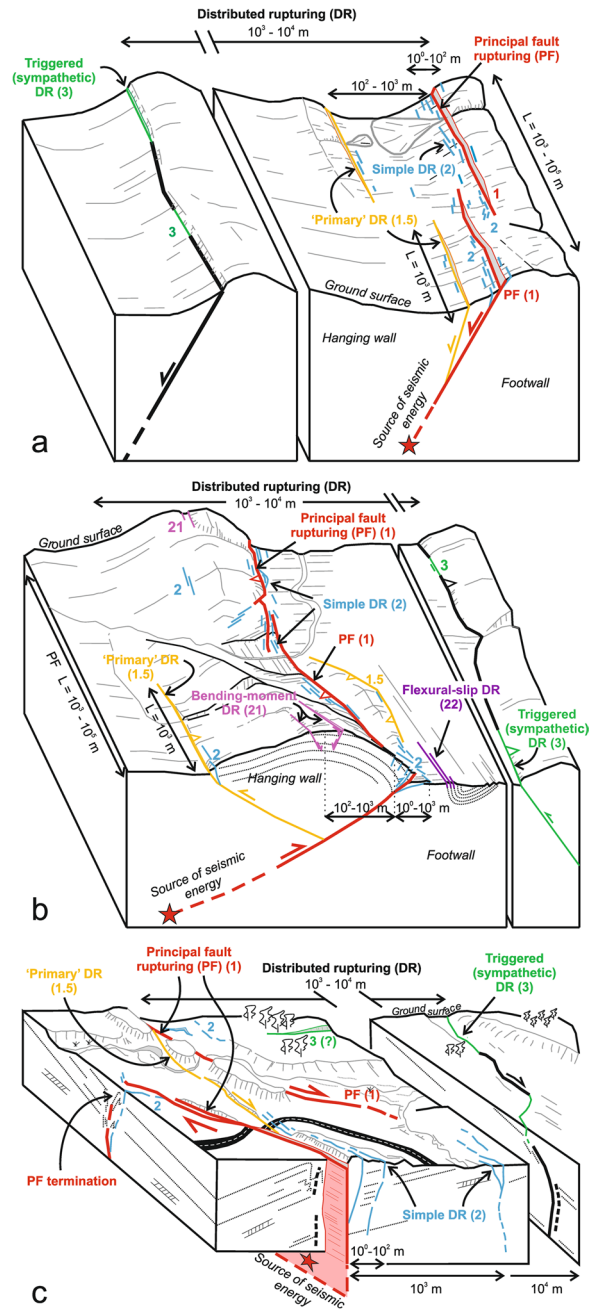 Distributed rupturing (DR)
10³ - 10⁴ m
Triggered
(sympathetic)
DR (3)
10⁰-10² m
Principal fault
rupturing (PF)
10² - 10³ m
Simple DR (2)
L = 10³ - 10⁵ m
1
'Primary' DR (1.5)
2
3
2
L = 10³ m
Ground surface
PF (1)
Hanging wall
Source of seismic
energy
Footwall
a
Distributed rupturing (DR)
10³ - 10⁴ m
Ground surface
21
Principal fault
rupturing (PF) (1)
3
2
Simple DR (2)
PF (1)
'Primary' DR
(1.5)
1.5
PF L = 10³ - 10⁵ m
L = 10³ m
Bending-moment
DR (21)
Flexural-slip DR
(22)
Triggered
(sympathetic)
DR (3)
2
2
Hanging wall
10²-10³ m
10⁰-10³ m
Source of seismic
energy
Footwall
b
Principal fault
rupturing (PF) (1)
Triggered
(sympathetic)
DR (3)
'Primary' DR
(1.5)
Distributed rupturing (DR)
10³ - 10⁴ m
Ground surface
2
3 (?)
PF (1)
2
PF termination
Simple DR (2)
10⁰-10² m
Source of seismic
energy
10³ m
10⁴ m
c